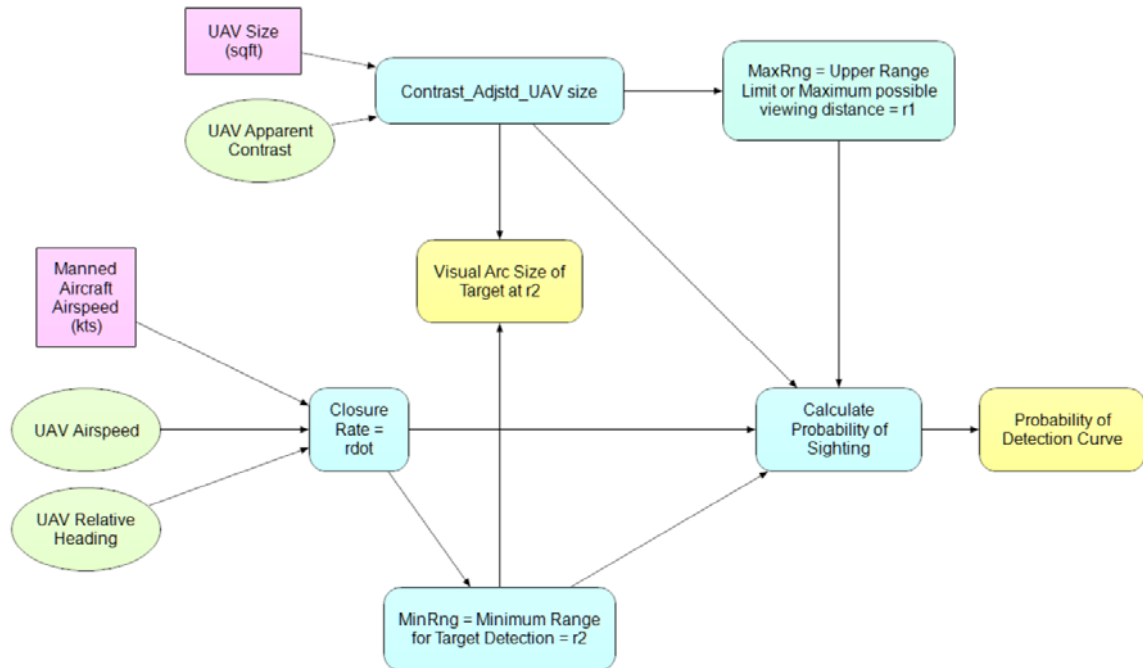 UAV Size
(sqft)
Contrast_Adjstd_UAV size
MaxRng = Upper Range
Limit or Maximum possible
viewing distance = r1
UAV Apparent
Contrast
Visual Arc Size of
Target at r2
Manned
Aircraft
Airspeed
(kts)
UAV Airspeed
Closure
Rate =
rdot
Calculate
Probability of
Sighting
Probability of
Detection Curve
UAV Relative
Heading
MinRng = Minimum Range
for Target Detection = r2